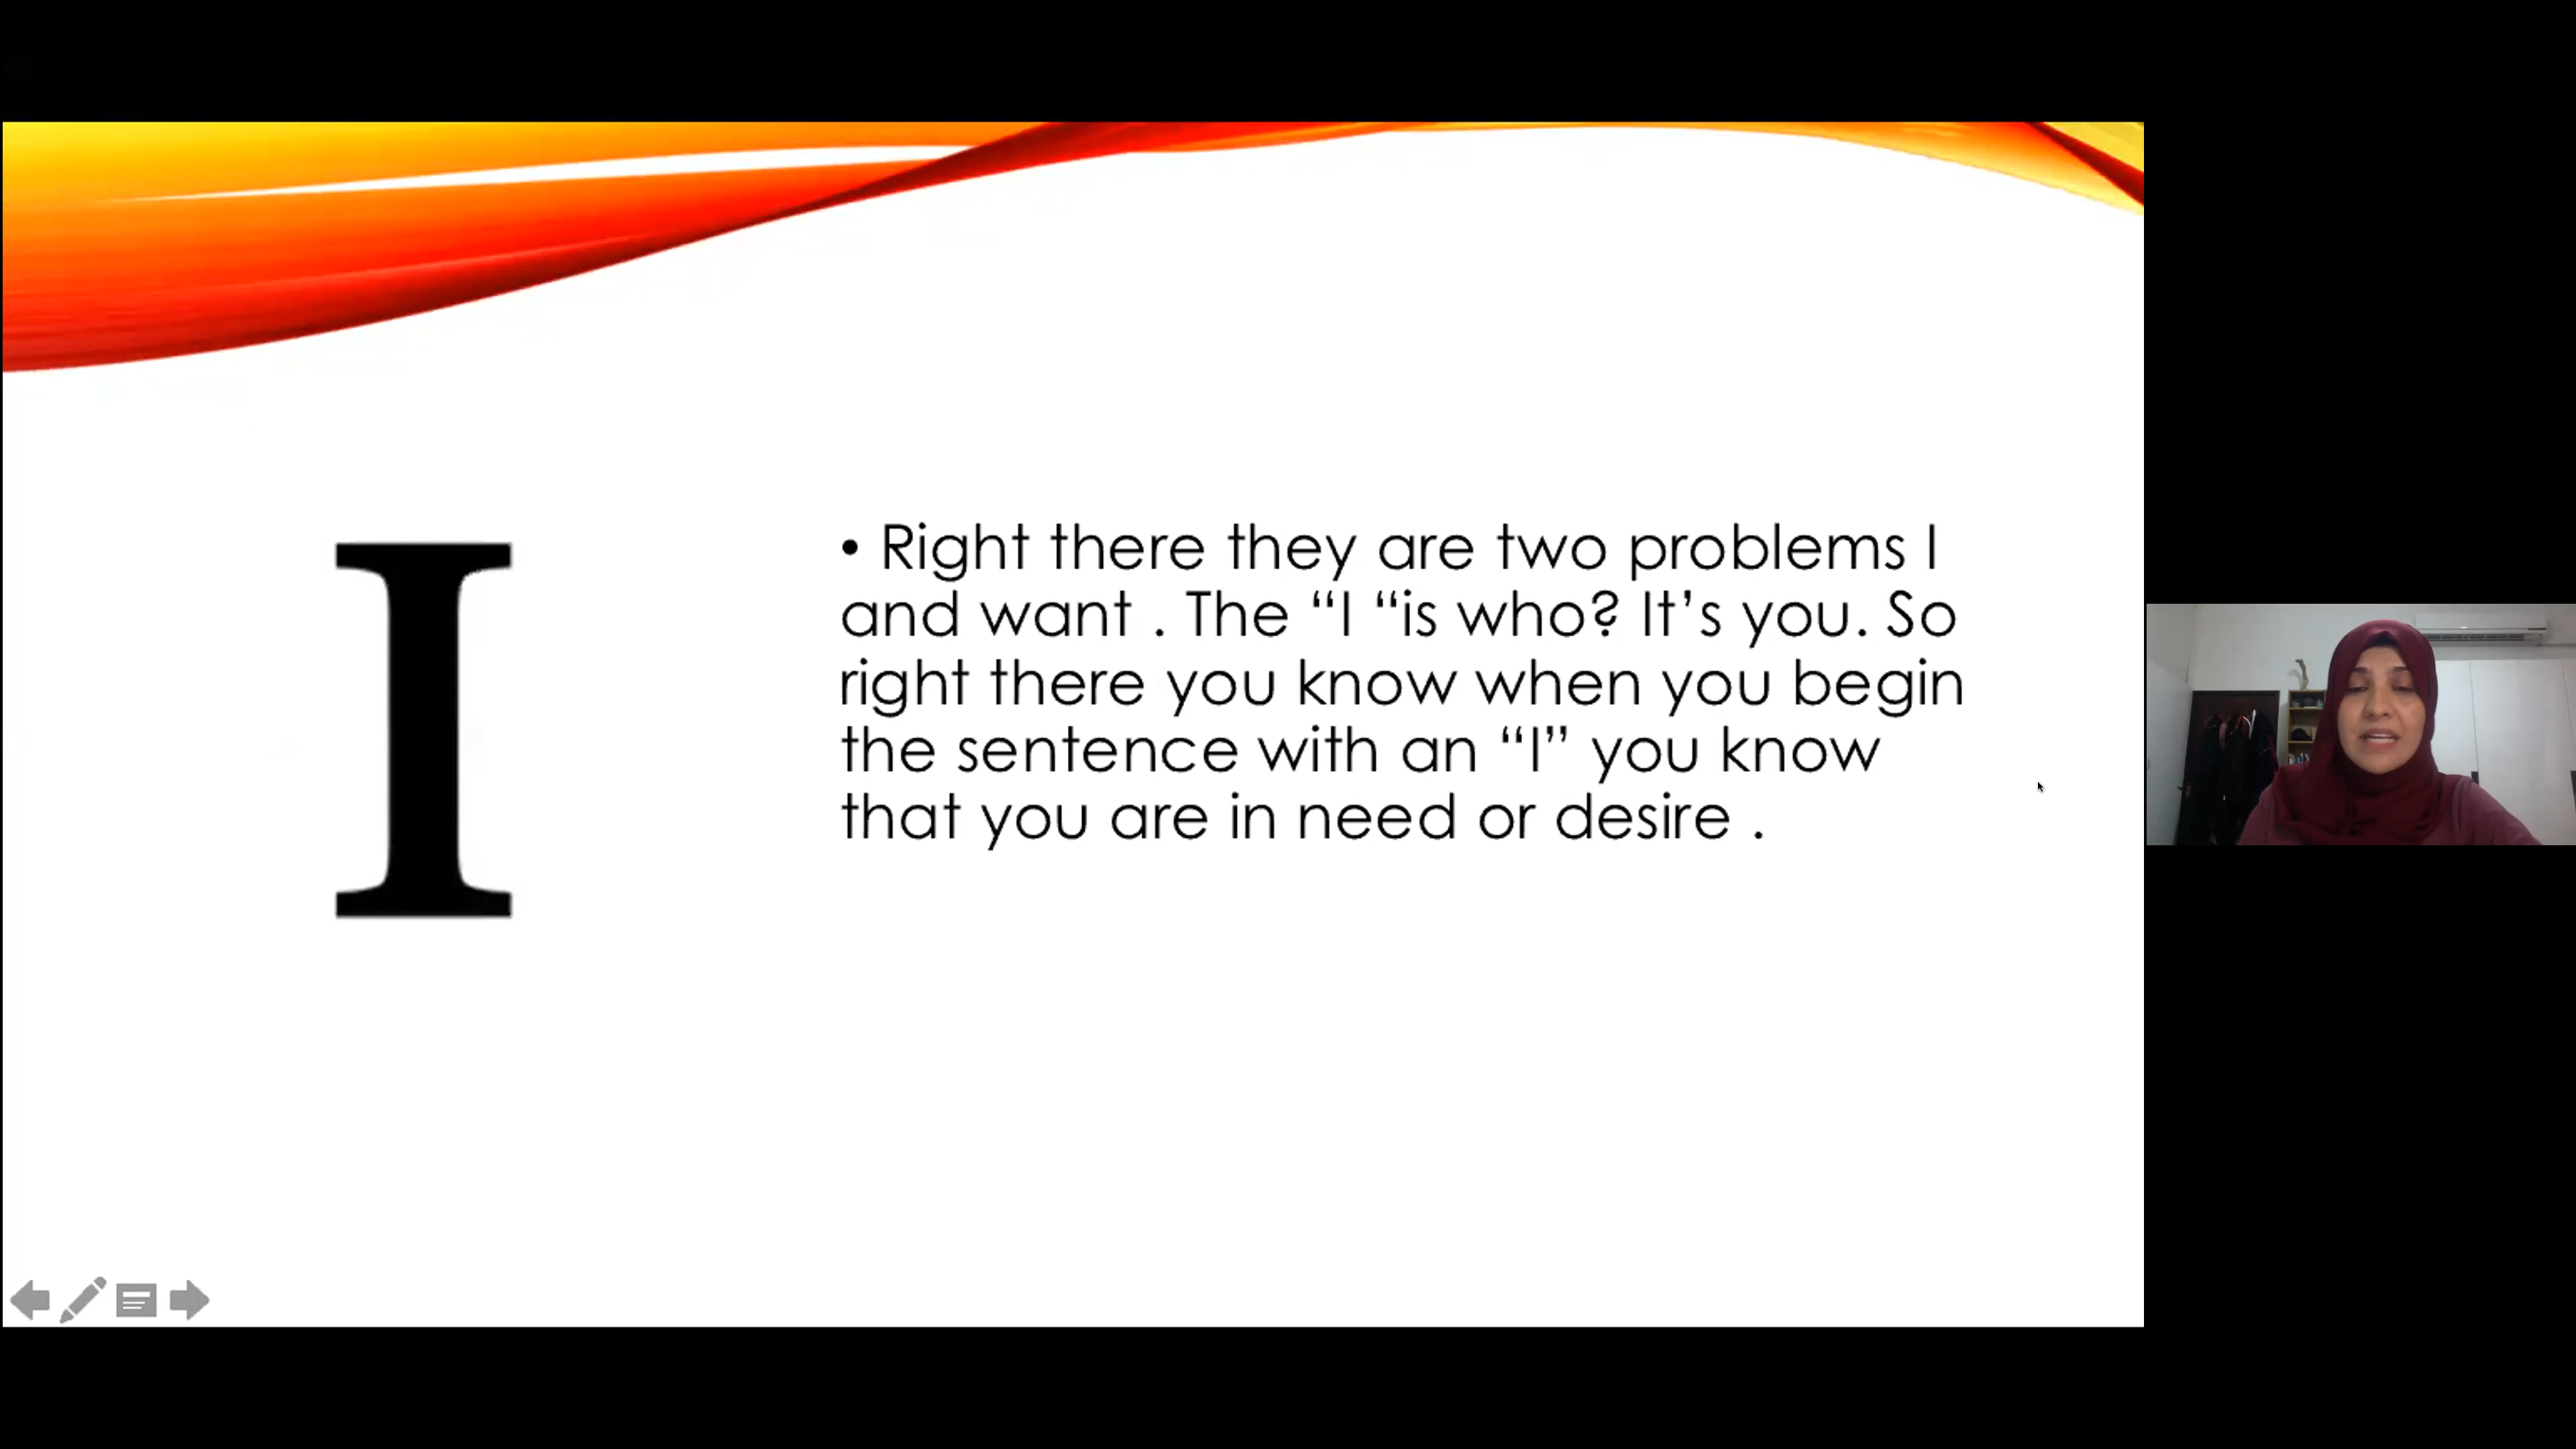 I
• Right there they are two problems I
and want . The “I “is who? It’s you. So
right there you know when you begin
the sentence with an “I” you know
that you are in need or desire .